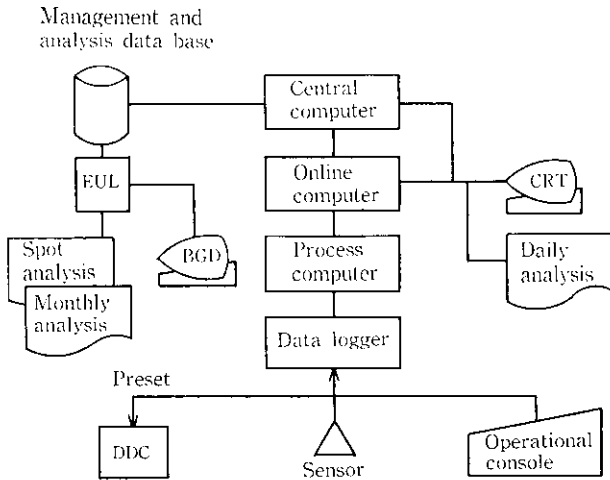 Management and
analysis data base
Central
computer
EUL
Online
computer
CRT
Spot
analysis
BGD
Process
computer
Daily
analysis
Monthly
analysis
Data logger
Preset
DDC
Sensor
Operational
console